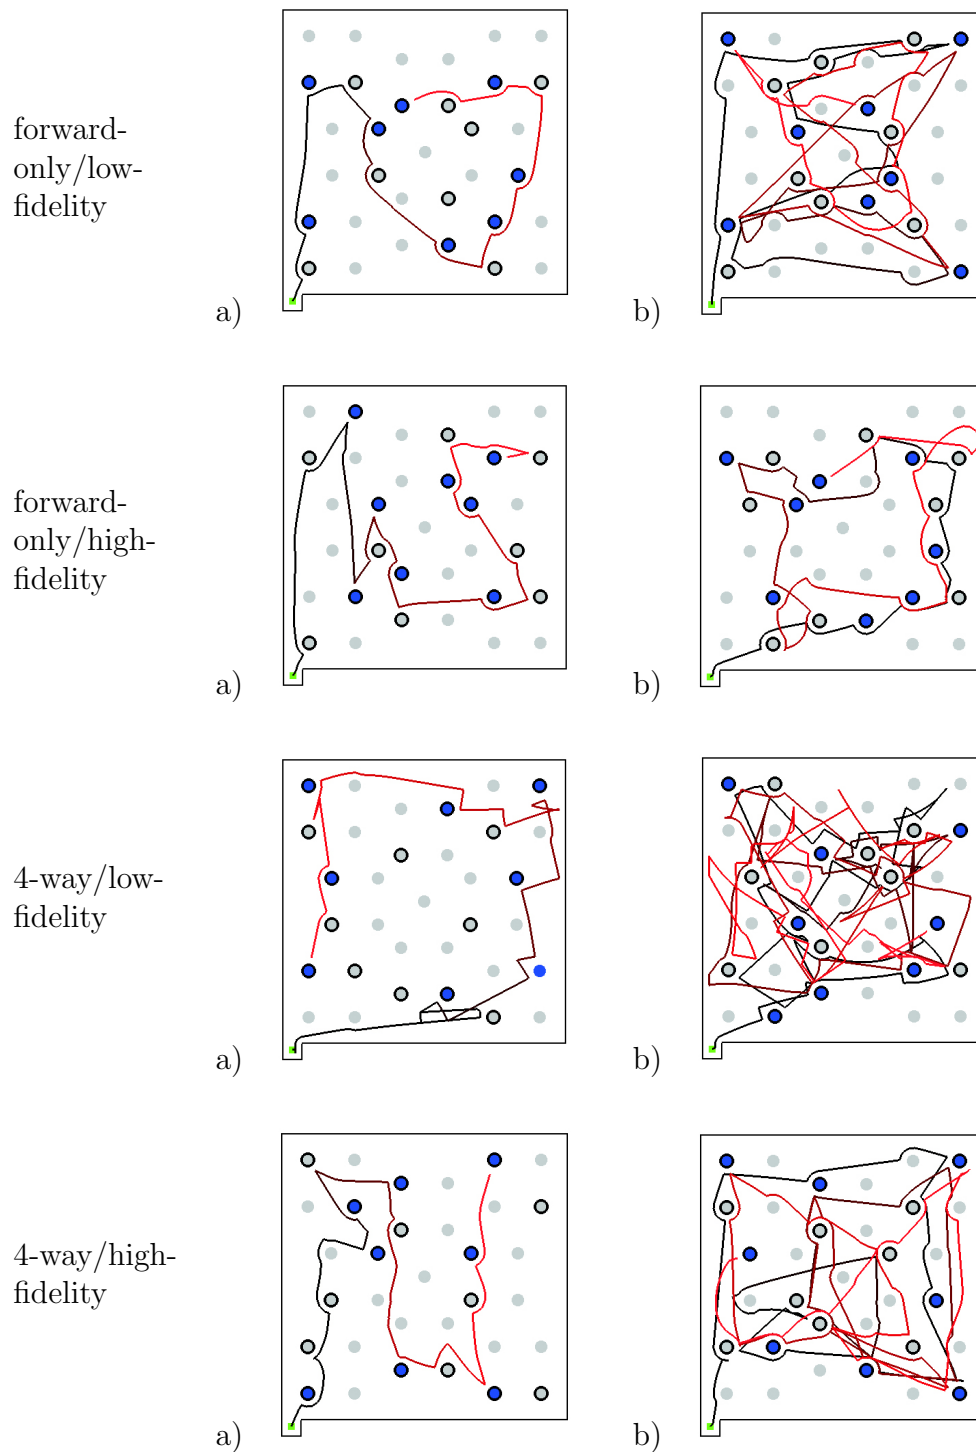 forward-
only/low-
fidelity
a)
b)
forward-
only/high-
fidelity
a)
b)
4-way/low-
fidelity
a)
b)
4-way/high-
fidelity
a)
b)